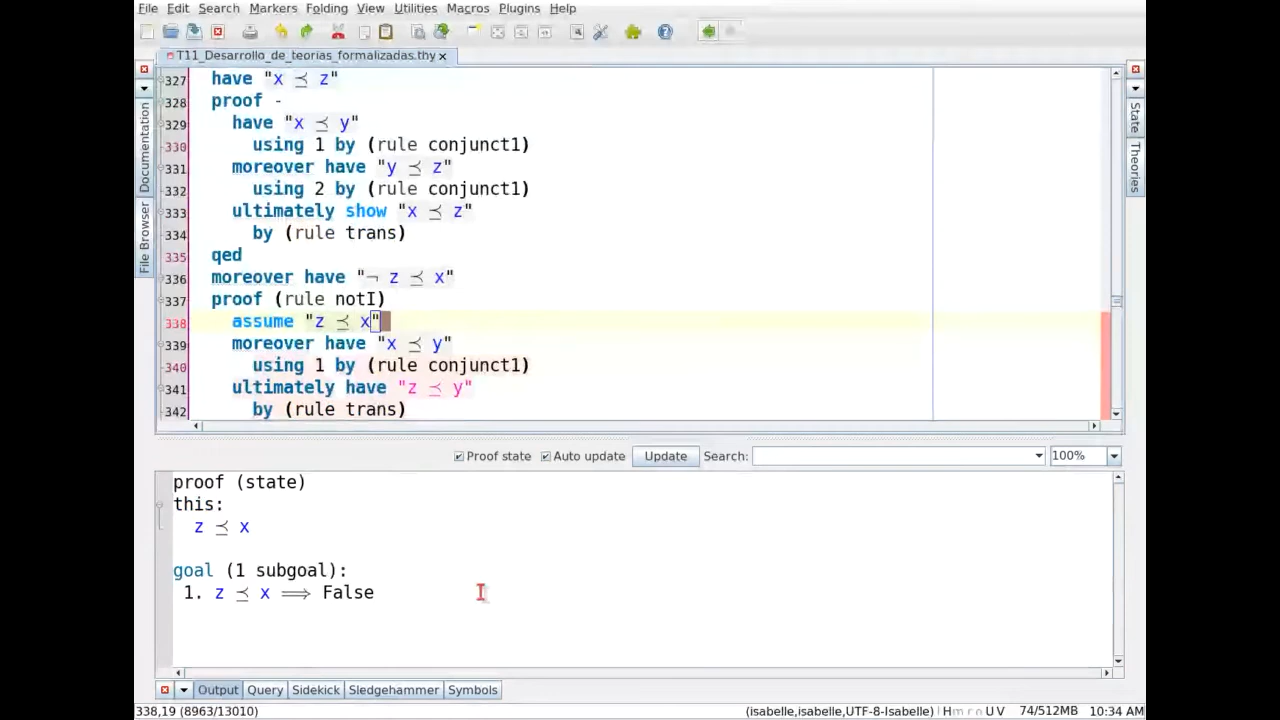 File Edit Search Markers Folding View Utilities Macros Plugins Help
T11_Desarrollo_de_teorias_formalizadas.thy
327 have "x ⪯ z"
328 proof -
329 have "x ⪯ y"
330 using 1 by (rule conjunct1)
331 moreover have "y ⪯ z"
332 using 2 by (rule conjunct1)
333 ultimately show "x ⪯ z"
334 by (rule trans)
335 qed
336 moreover have "¬ z ⪯ x"
337 proof (rule notI)
338 assume "z ⪯ x"
339 moreover have "x ⪯ y"
340 using 1 by (rule conjunct1)
341 ultimately have "z ⪯ y"
342 by (rule trans)
Documentation
File Browser
State
Theories
Proof state Auto update Update Search: 100%
proof (state)
this:
z ⪯ x
goal (1 subgoal):
1. z ⪯ x ⟹ False
Output Query Sidekick Sledgehammer Symbols
338,19 (8963/13010) (isabelle,isabelle,UTF-8-Isabelle) H m r o U V 74/512MB 10:34 AM